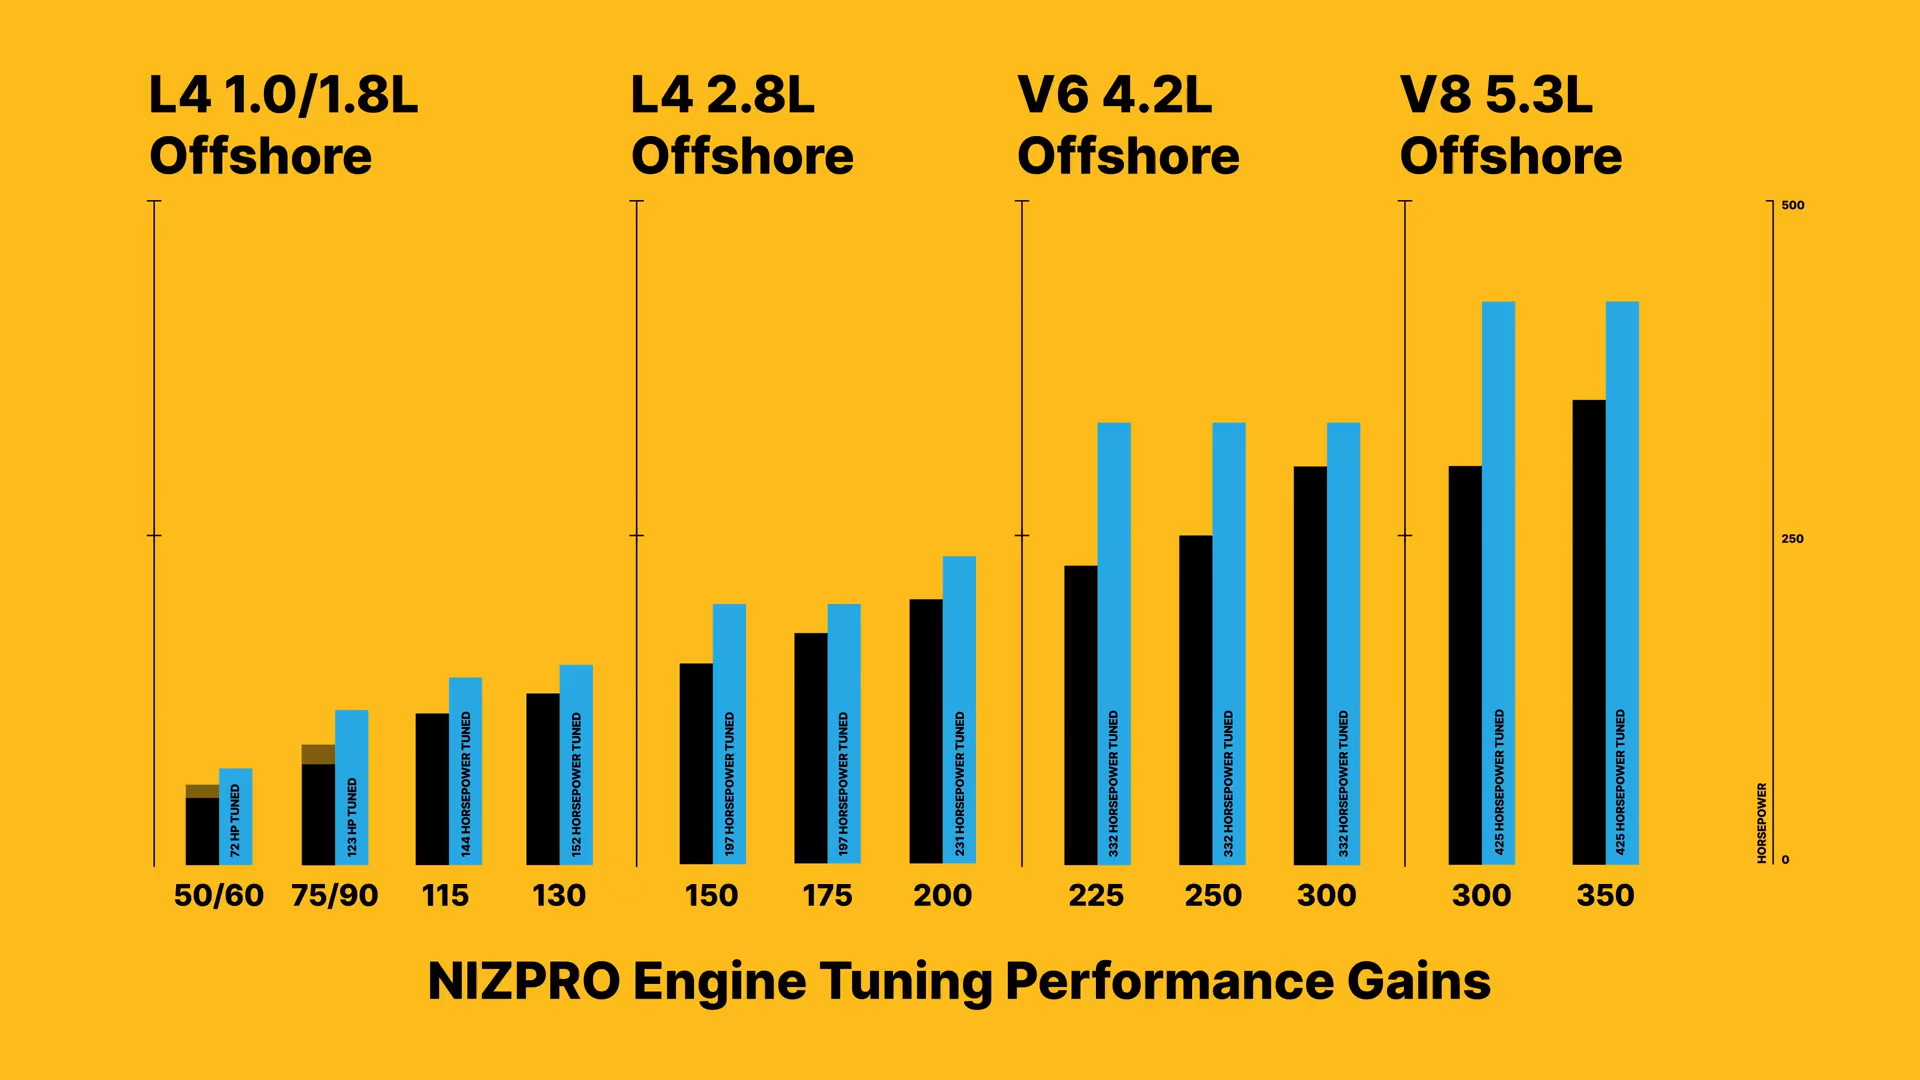 L4 1.0/1.8L
Offshore
L4 2.8L
Offshore
V6 4.2L
Offshore
V8 5.3L
Offshore
500
250
0
HORSEPOWER
72 HP TUNED
123 HP TUNED
144 HORSEPOWER TUNED
152 HORSEPOWER TUNED
197 HORSEPOWER TUNED
197 HORSEPOWER TUNED
231 HORSEPOWER TUNED
332 HORSEPOWER TUNED
332 HORSEPOWER TUNED
332 HORSEPOWER TUNED
425 HORSEPOWER TUNED
425 HORSEPOWER TUNED
50/60
75/90
115
130
150
175
200
225
250
300
300
350
NIZPRO Engine Tuning Performance Gains